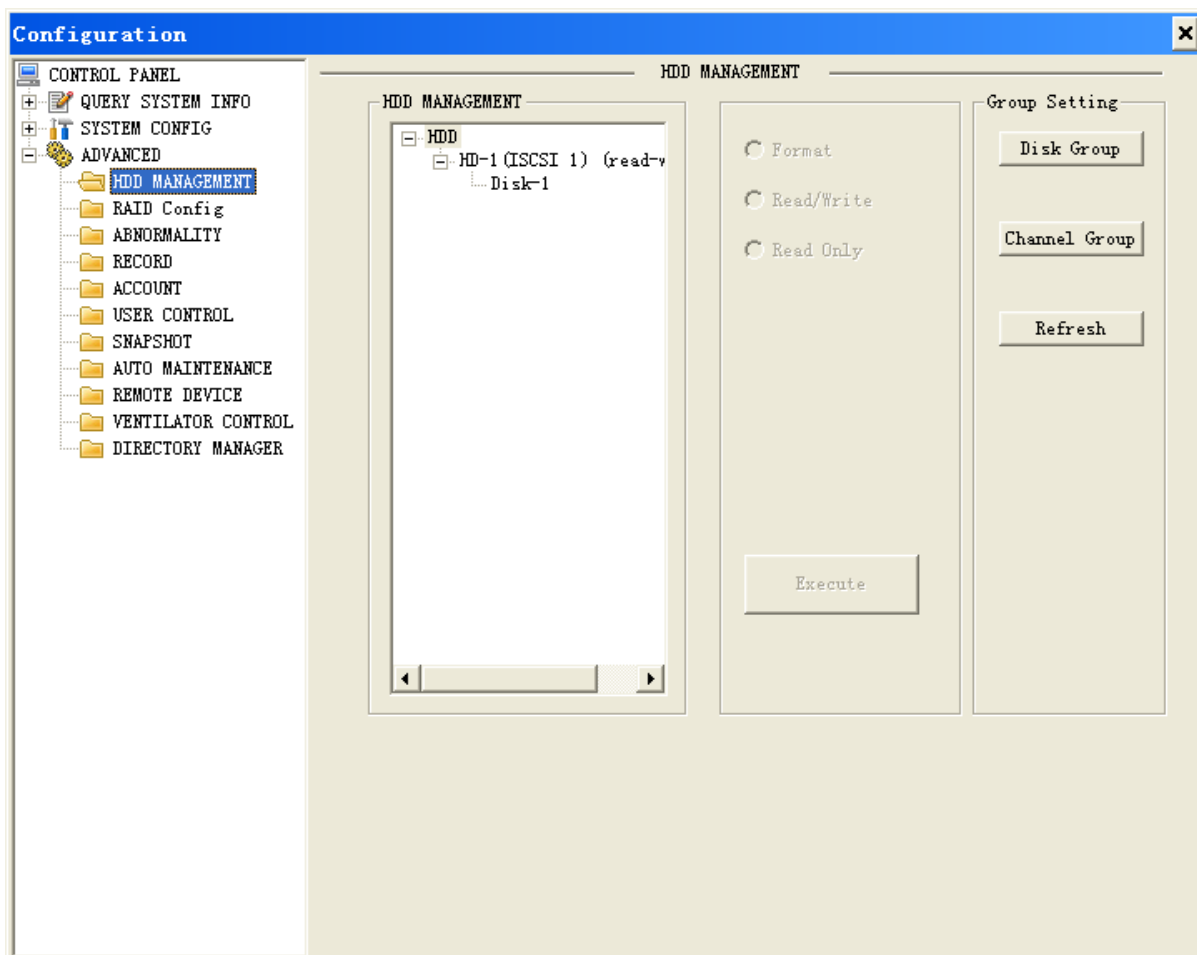 Configuration
CONTROL PANEL
QUERY SYSTEM INFO
SYSTEM CONFIG
ADVANCED
HDD MANAGEMENT
RAID Config
ABNORMALITY
RECORD
ACCOUNT
USER CONTROL
SNAPSHOT
AUTO MAINTENANCE
REMOTE DEVICE
VENTILATOR CONTROL
DIRECTORY MANAGER
HDD MANAGEMENT
HDD MANAGEMENT
HDD
HD-1(ISCSI 1) (read-w
Disk-1
Format
Read/Write
Read Only
Execute
Group Setting
Disk Group
Channel Group
Refresh